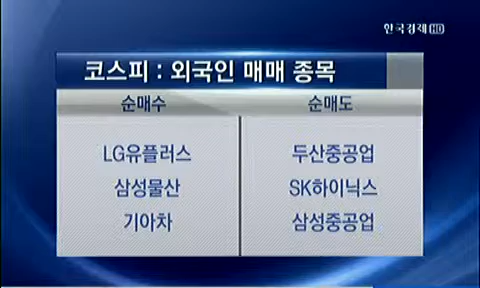 한국경제 HD
코스피 : 외국인 매매 종목
순매수 순매도
LG유플러스 두산중공업
삼성물산 SK하이닉스
기아차 삼성중공업